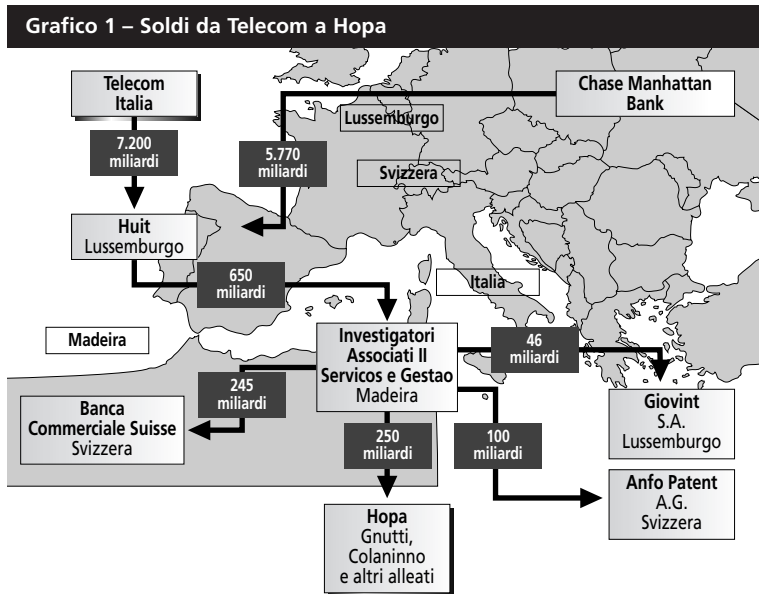 Grafico 1 – Soldi da Telecom a Hopa
Telecom
Italia
Chase Manhattan
Bank
Lussemburgo
7.200
miliardi
5.770
miliardi
Svizzera
Huit
Lussemburgo
650
miliardi
Italia
Madeira
Investigatori
Associati II
Servicos e Gestao
Madeira
46
miliardi
245
miliardi
Banca
Commerciale Suisse
Svizzera
Giovint
S.A.
Lussemburgo
250
miliardi
100
miliardi
Anfo Patent
A.G.
Svizzera
Hopa
Gnutti,
Colaninno
e altri alleati